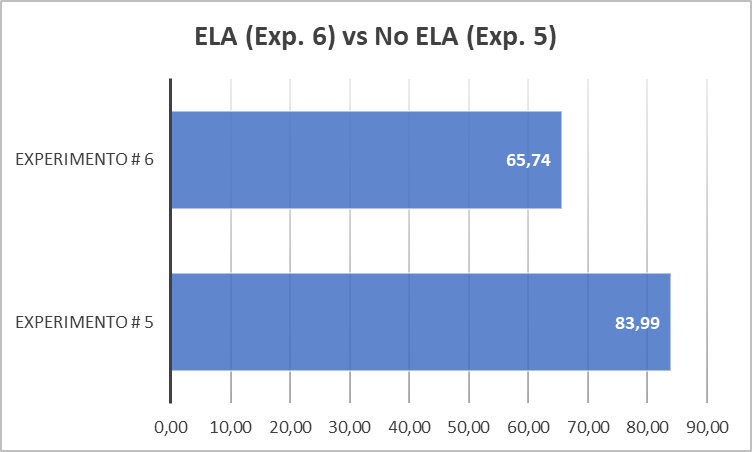 ELA (Exp. 6) vs No ELA (Exp. 5)
EXPERIMENTO # 6
65,74
EXPERIMENTO # 5
83,99
0,00 10,00 20,00 30,00 40,00 50,00 60,00 70,00 80,00 90,00